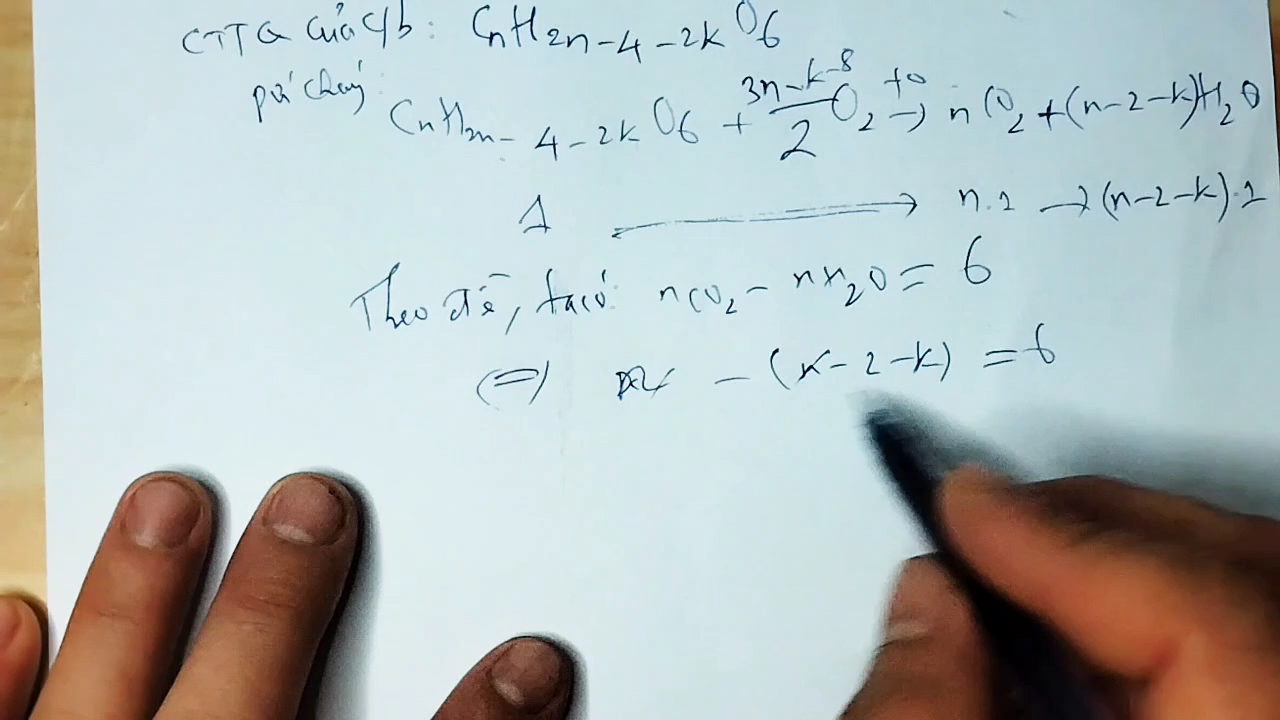 CTTQ của c/b: CnH2n-4-2kO6
pứ cháy:
CnH2n-4-2kO6 + (3n-k-8)/2 O2 t° → nCO2 + (n-2-k)H2O
1 ⟷ n.1 → (n-2-k).1
Theo đề, ta có: nCO2 - nH2O = 6
(=) n - (n-2-k) = 6